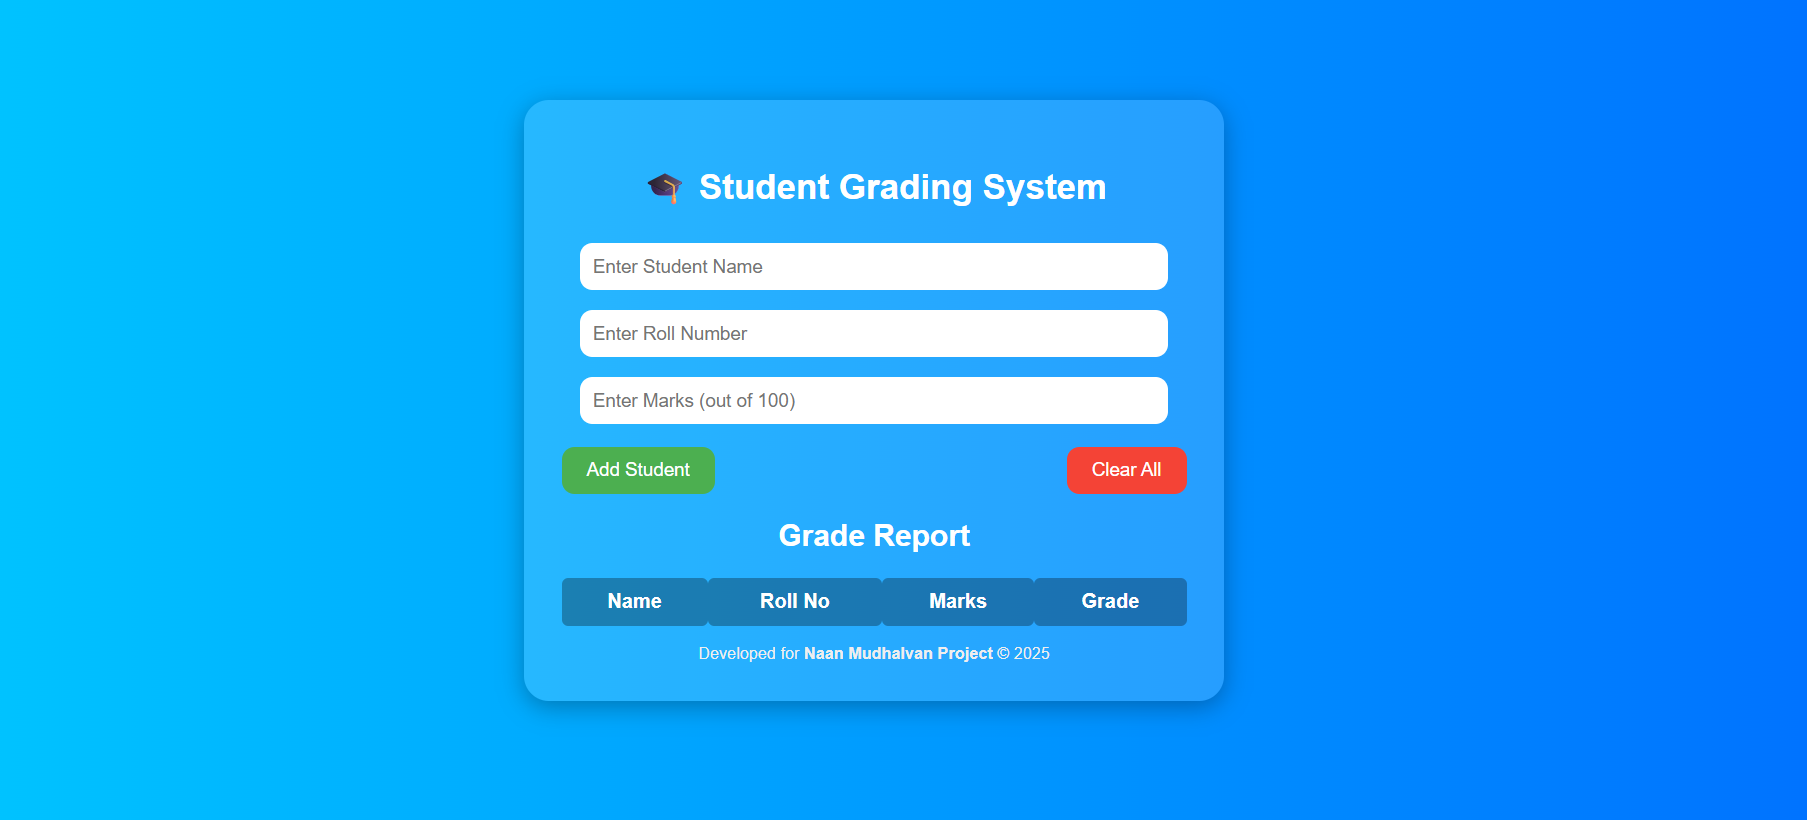 🎓 Student Grading System
Enter Student Name
Enter Roll Number
Enter Marks (out of 100)
Add Student Clear All
Grade Report
Name Roll No Marks Grade
Developed for Naan Mudhalvan Project © 2025